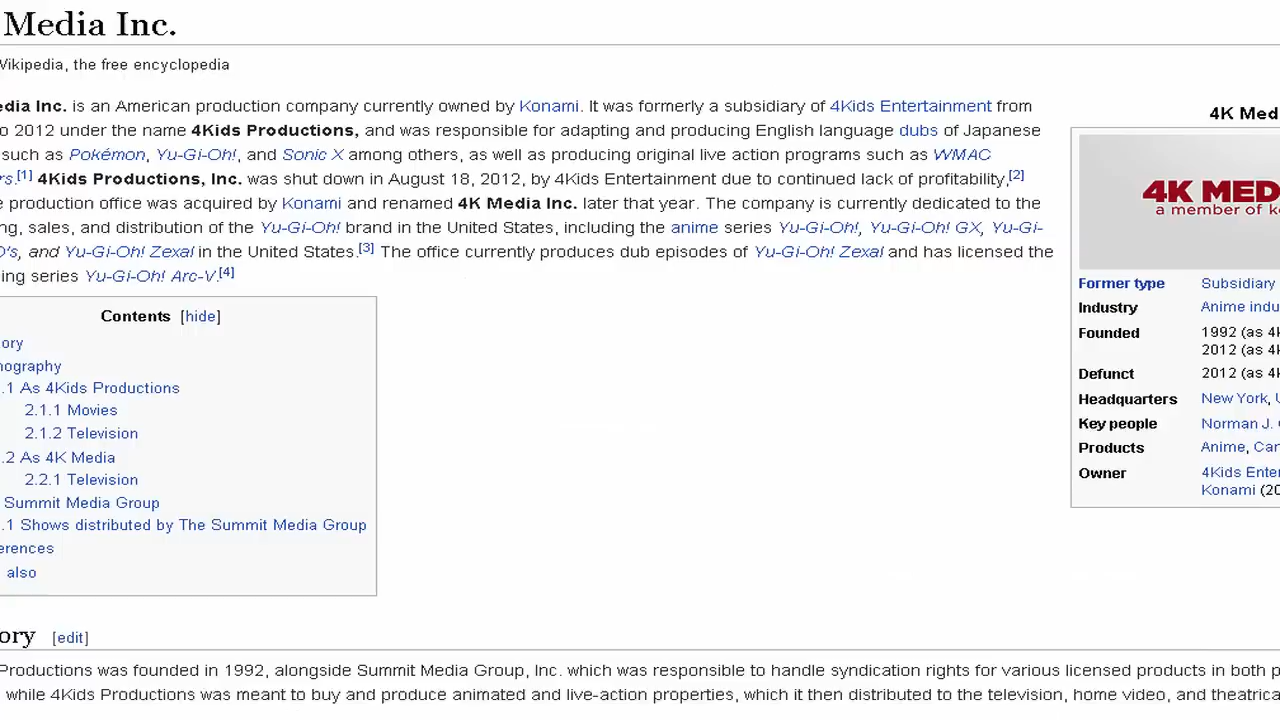 Media Inc.
Wikipedia, the free encyclopedia
edia Inc. is an American production company currently owned by Konami. It was formerly a subsidiary of 4Kids Entertainment from
o 2012 under the name 4Kids Productions, and was responsible for adapting and producing English language dubs of Japanese
such as Pokémon, Yu-Gi-Oh!, and Sonic X among others, as well as producing original live action programs such as WMAC
rs.[1] 4Kids Productions, Inc. was shut down in August 18, 2012, by 4Kids Entertainment due to continued lack of profitability,[2]
e production office was acquired by Konami and renamed 4K Media Inc. later that year. The company is currently dedicated to the
ng, sales, and distribution of the Yu-Gi-Oh! brand in the United States, including the anime series Yu-Gi-Oh!, Yu-Gi-Oh! GX, Yu-Gi-
D's, and Yu-Gi-Oh! Zexal in the United States.[3] The office currently produces dub episodes of Yu-Gi-Oh! Zexal and has licensed the
ing series Yu-Gi-Oh! Arc-V.[4]
4K Med
4K MED
a member of k
Former type Subsidiary
Industry Anime indu
Founded 1992 (as 4k
2012 (as 4k
Defunct 2012 (as 4k
Headquarters New York, U
Key people Norman J.
Products Anime, Car
Owner 4Kids Enter
Konami (20
Contents [hide]
ory
nography
.1 As 4Kids Productions
2.1.1 Movies
2.1.2 Television
.2 As 4K Media
2.2.1 Television
Summit Media Group
.1 Shows distributed by The Summit Media Group
erences
also
ory [edit]
Productions was founded in 1992, alongside Summit Media Group, Inc. which was responsible to handle syndication rights for various licensed products in both p
while 4Kids Productions was meant to buy and produce animated and live-action properties, which it then distributed to the television, home video, and theatrica